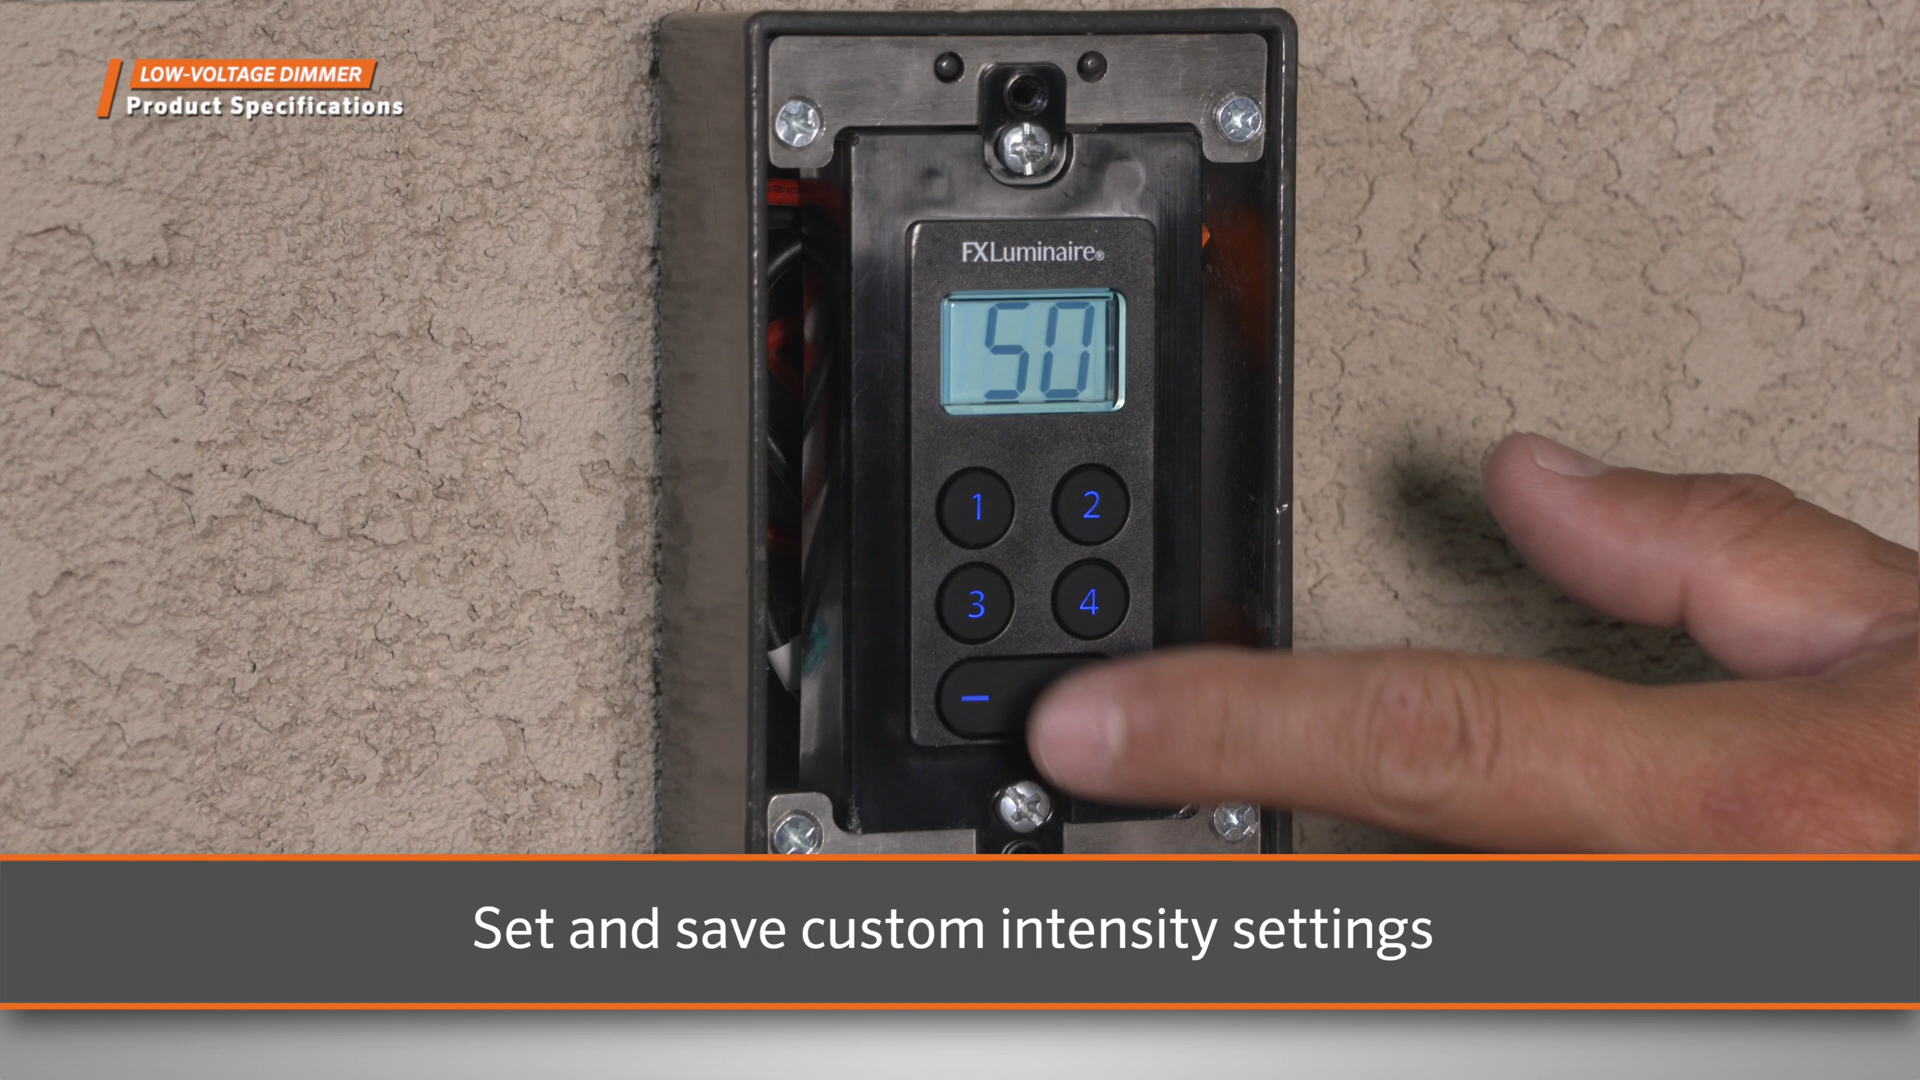 LOW-VOLTAGE DIMMER
Product Specifications
FXLuminaire®
50
1 2
3 4
−
Set and save custom intensity settings